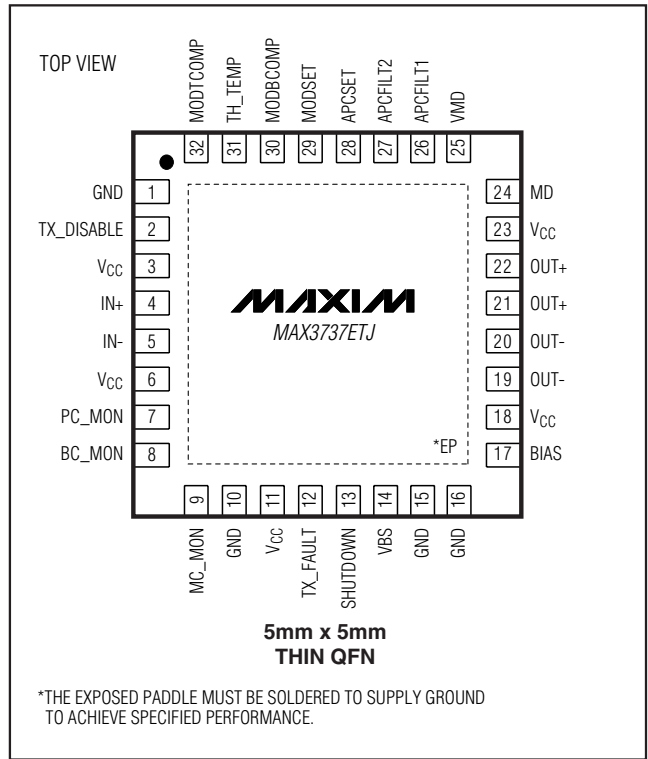 TOP VIEW
MODTCOMP
TH_TEMP
MODBCOMP
MODSET
APCSET
APCFILT2
APCFILT1
VMD
32
31
30
29
28
27
26
25
GND 1
TX_DISABLE 2
VCC 3
IN+ 4
IN- 5
VCC 6
PC_MON 7
BC_MON 8
24 MD
23 VCC
22 OUT+
21 OUT+
20 OUT-
19 OUT-
18 VCC
17 BIAS
MAXIM
MAX3737ETJ
*EP
9
10
11
12
13
14
15
16
MC_MON
GND
VCC
TX_FAULT
SHUTDOWN
VBS
GND
GND
5mm x 5mm
THIN QFN
*THE EXPOSED PADDLE MUST BE SOLDERED TO SUPPLY GROUND
TO ACHIEVE SPECIFIED PERFORMANCE.